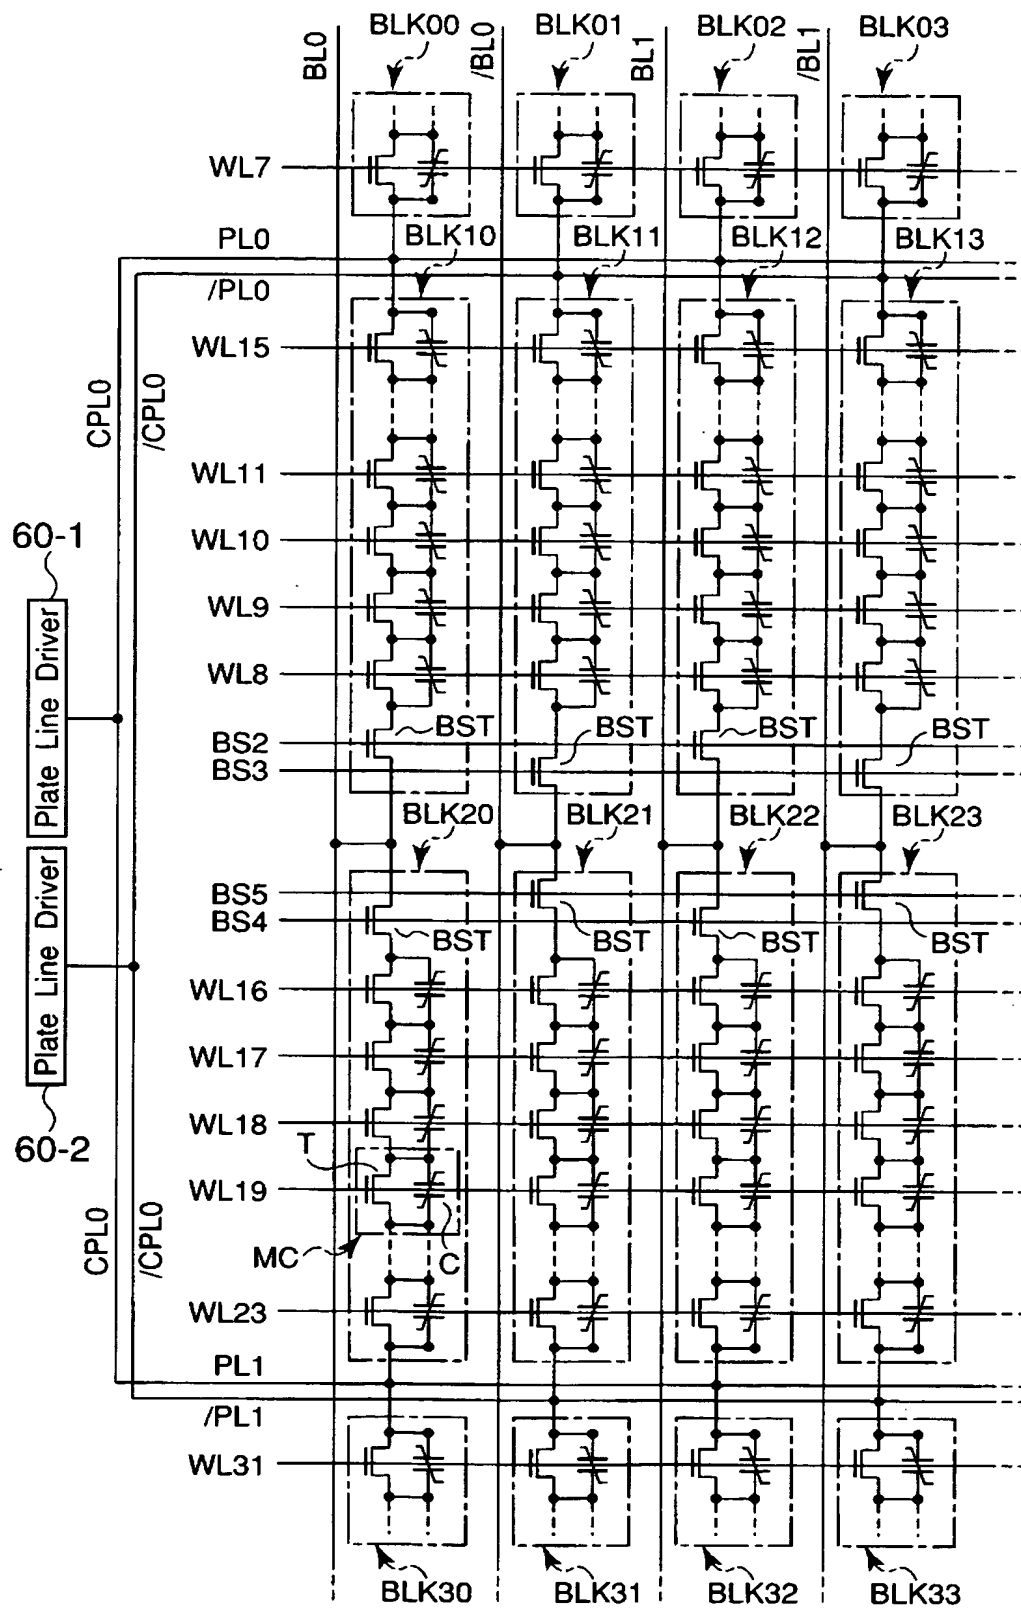 BL0 BLK00 /BL0 BLK01 BL1 BLK02 /BL1 BLK03
WL7
PL0 BLK10 BLK11 BLK12 BLK13
/PL0
WL15
CPL0 /CPL0
WL11
60-1 WL10
WL9
Plate Line Driver
WL8
BS2 BST BST
BS3 BST BST
BLK20 BLK21 BLK22 BLK23
Plate Line Driver
BS5 BST BST
BS4 BST BST
WL16
WL17
60-2 WL18
T
WL19
CPL0 /CPL0
MC C
WL23
PL1
/PL1
WL31
BLK30 BLK31 BLK32 BLK33